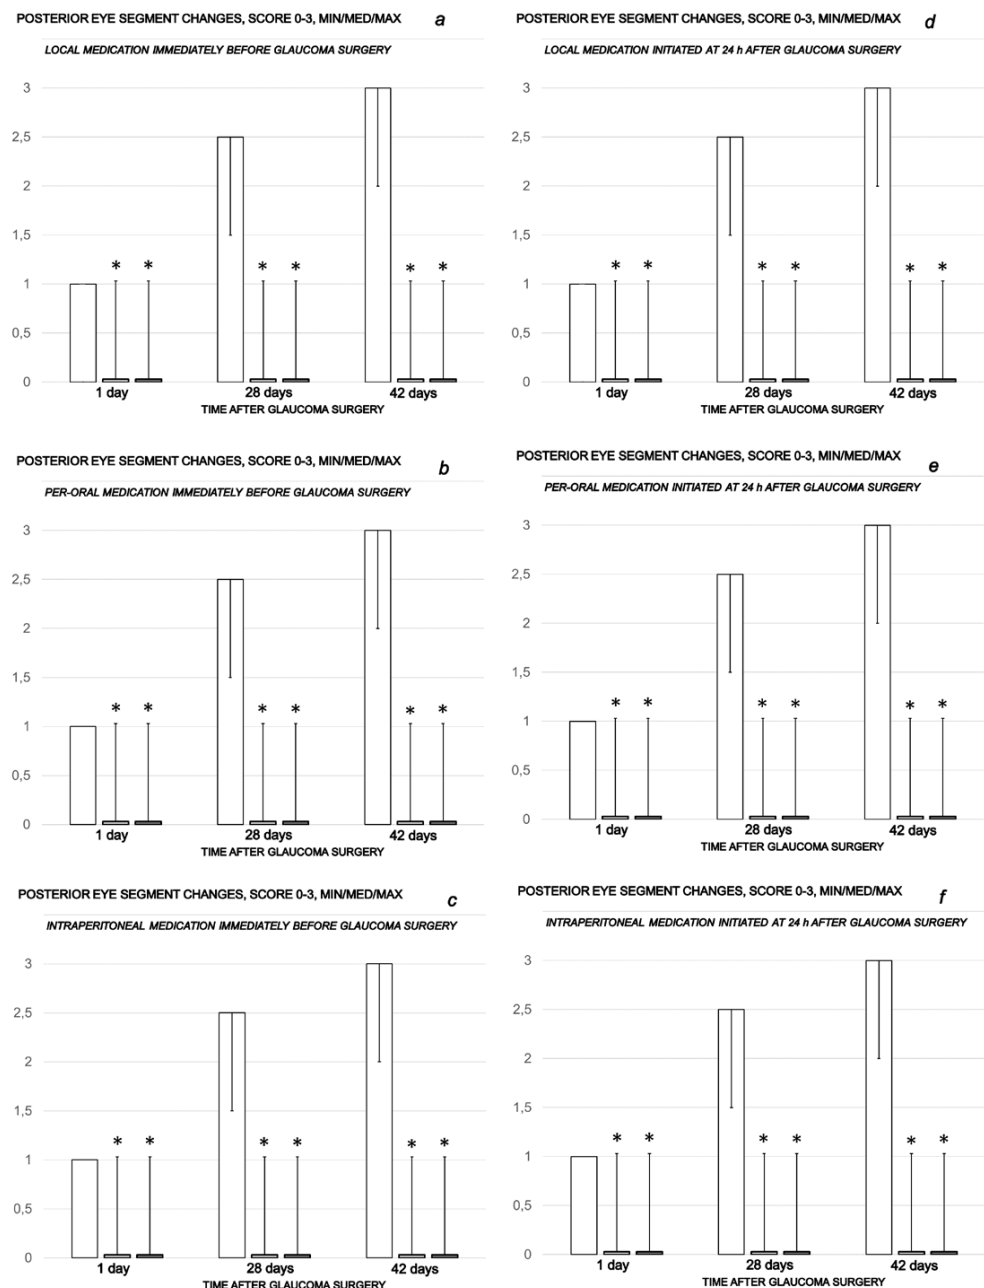 POSTERIOR EYE SEGMENT CHANGES, SCORE 0-3, MIN/MED/MAX
a
LOCAL MEDICATION IMMEDIATELY BEFORE GLAUCOMA SURGERY
3
2,5
2
1,5
* * * * * *
1
0,5
0
1 day 28 days 42 days
TIME AFTER GLAUCOMA SURGERY
POSTERIOR EYE SEGMENT CHANGES, SCORE 0-3, MIN/MED/MAX
b
PER-ORAL MEDICATION IMMEDIATELY BEFORE GLAUCOMA SURGERY
3
2,5
2
1,5
* * * * * *
1
0,5
0
1 day 28 days 42 days
TIME AFTER GLAUCOMA SURGERY
POSTERIOR EYE SEGMENT CHANGES, SCORE 0-3, MIN/MED/MAX
c
INTRAPERITONEAL MEDICATION IMMEDIATELY BEFORE GLAUCOMA SURGERY
3
2,5
2
1,5
* * * * * *
1
0,5
0
1 day 28 days 42 days
TIME AFTER GLAUCOMA SURGERY
POSTERIOR EYE SEGMENT CHANGES, SCORE 0-3, MIN/MED/MAX
d
LOCAL MEDICATION INITIATED AT 24 h AFTER GLAUCOMA SURGERY
3
2,5
2
1,5
* * * * * *
1
0,5
0
1 day 28 days 42 days
TIME AFTER GLAUCOMA SURGERY
POSTERIOR EYE SEGMENT CHANGES, SCORE 0-3, MIN/MED/MAX
e
PER-ORAL MEDICATION INITIATED AT 24 h AFTER GLAUCOMA SURGERY
3
2,5
2
1,5
* * * * * *
1
0,5
0
1 day 28 days 42 days
TIME AFTER GLAUCOMA SURGERY
POSTERIOR EYE SEGMENT CHANGES, SCORE 0-3, MIN/MED/MAX
f
INTRAPERITONEAL MEDICATION INITIATED AT 24 h AFTER GLAUCOMA SURGERY
3
2,5
2
1,5
* * * * * *
1
0,5
0
1 day 28 days 42 days
TIME AFTER GLAUCOMA SURGERY